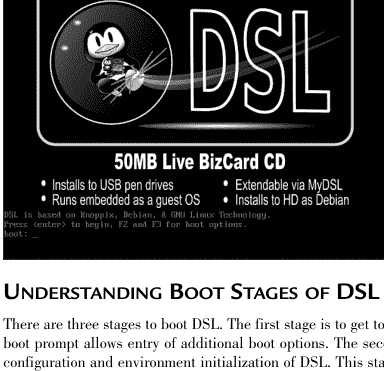 DSL
50MB Live BizCard CD
• Installs to USB pen drives
• Extendable via MyDSL
• Runs embedded as a guest OS
• Installs to HD as Debian
DSL is based on Knoppix, Debian, & GNU Linux Technology.
Press <enter> to begin, F2 and F3 for boot options.
boot: _
UNDERSTANDING BOOT STAGES OF DSL
There are three stages to boot DSL. The first stage is to get to
boot prompt allows entry of additional boot options. The sec
configuration and environment initialization of DSL. This sta